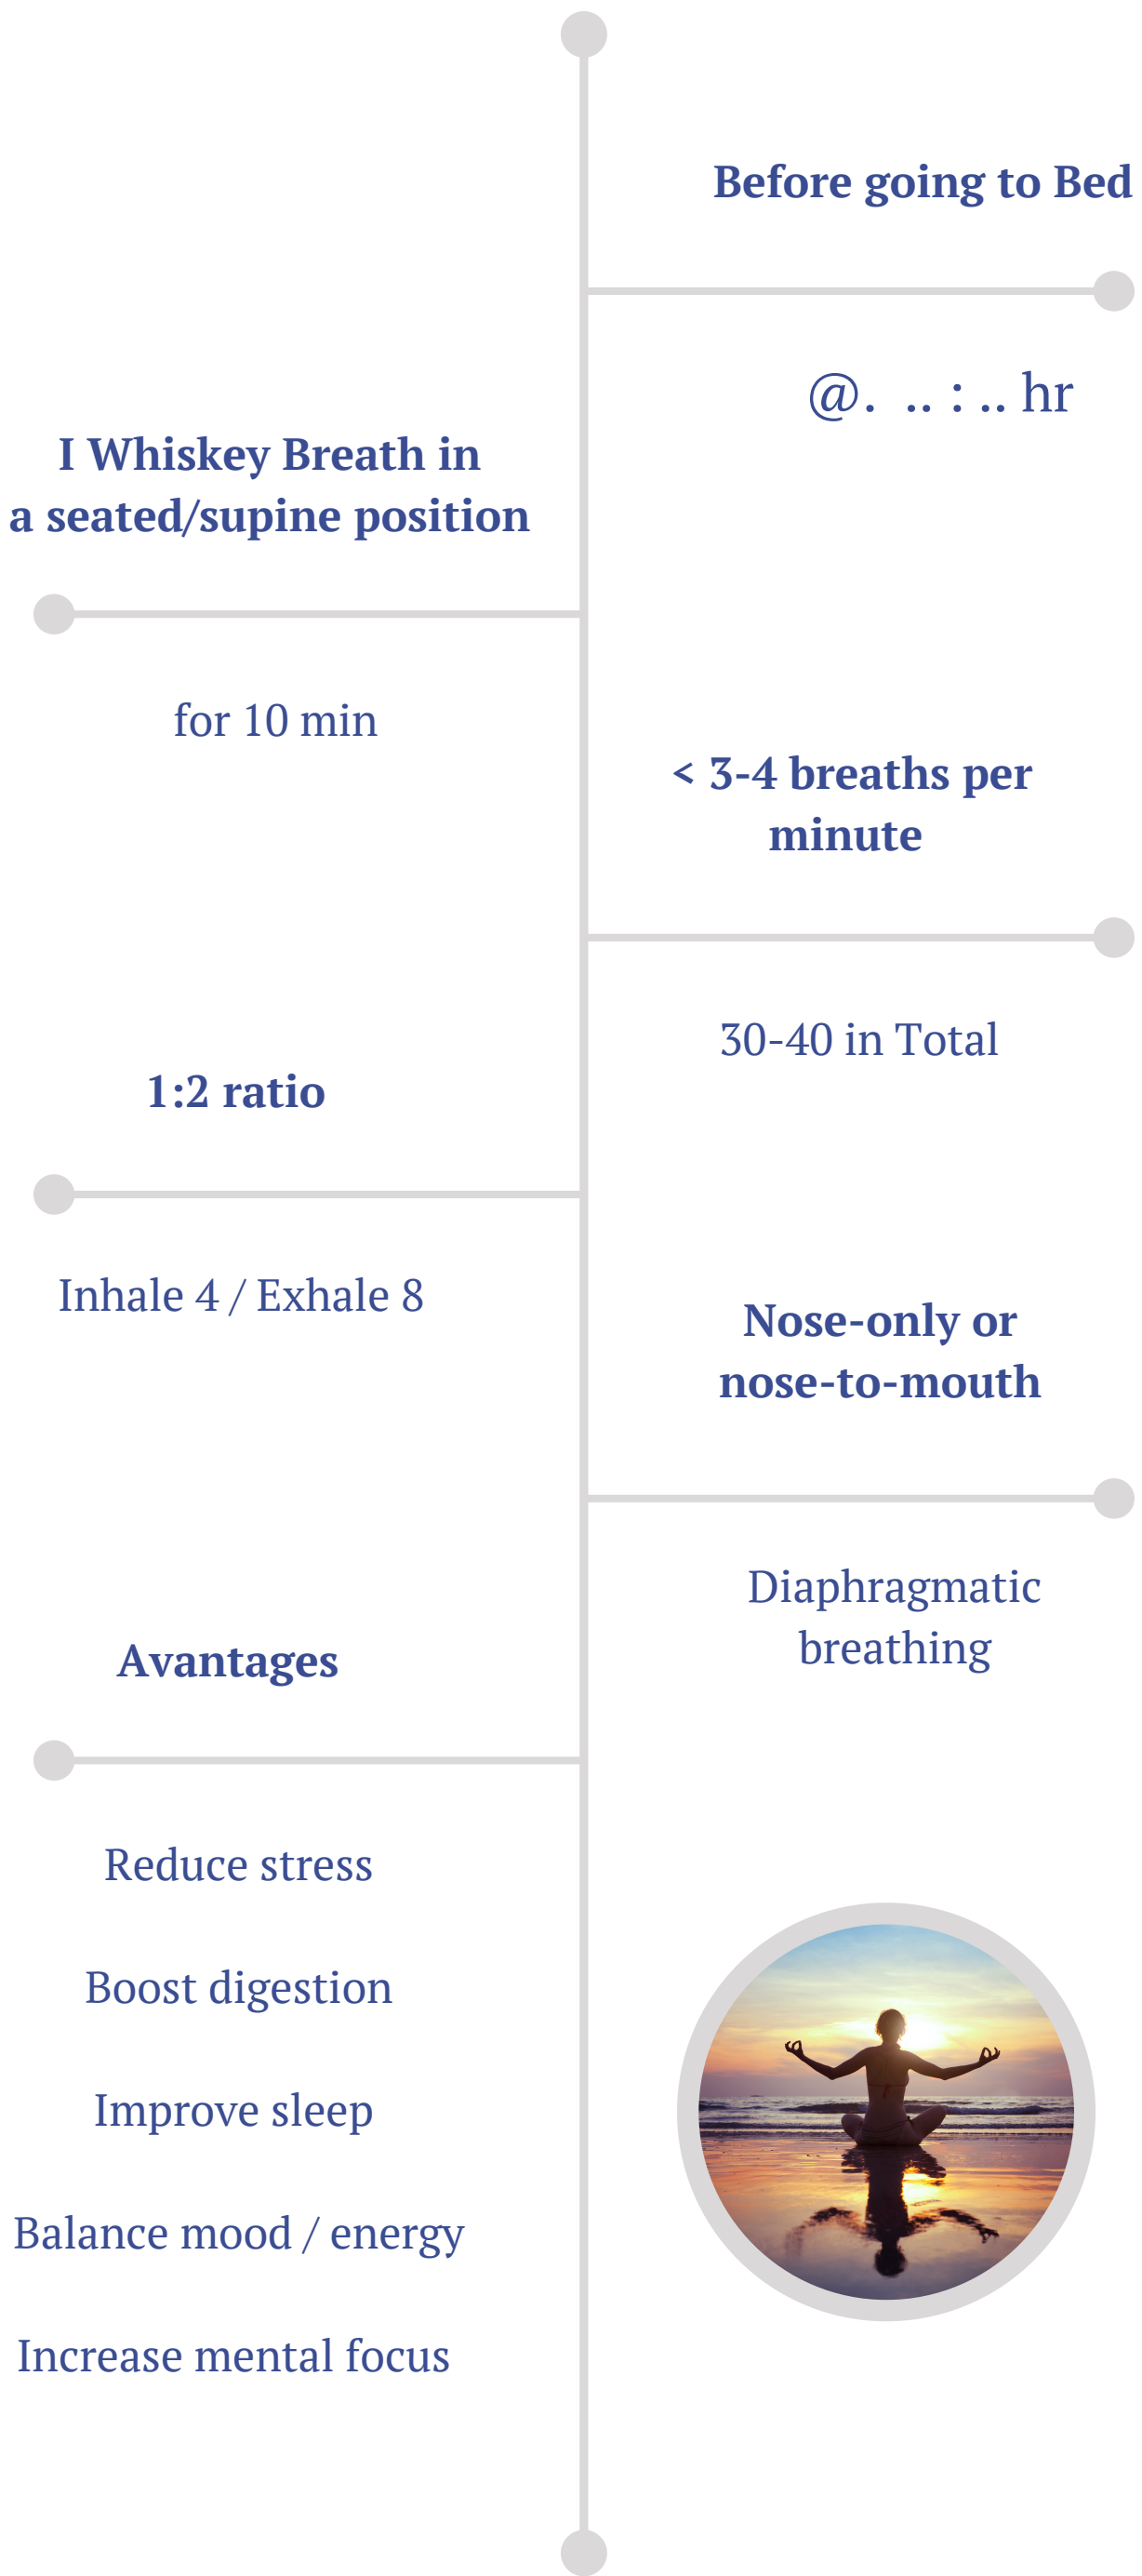 Before going to Bed
@. .. : .. hr
I Whiskey Breath in
a seated/supine position
for 10 min
< 3-4 breaths per
minute
30-40 in Total
1:2 ratio
Inhale 4 / Exhale 8
Nose-only or
nose-to-mouth
Diaphragmatic
breathing
Avantages
Reduce stress
Boost digestion
Improve sleep
Balance mood / energy
Increase mental focus